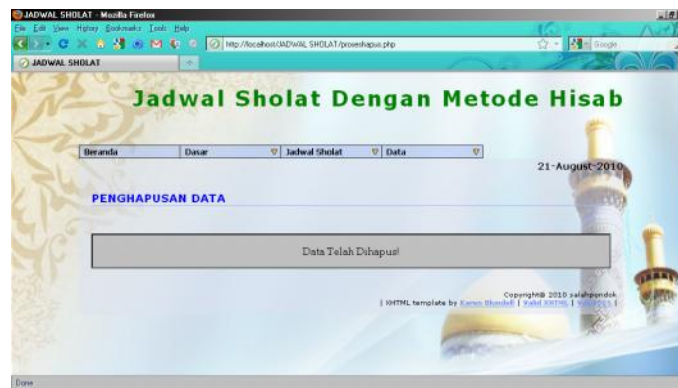 JADWAL SHOLAT - Mozilla Firefox
File Edit View History Bookmarks Tools Help
http://localhost/JADWAL SHOLAT/proseshapus.php
Google
JADWAL SHOLAT
Jadwal Sholat Dengan Metode Hisab
Beranda Dasar Jadwal Sholat Data
21-August-2010
PENGHAPUSAN DATA
Data Telah Dihapus!
Copyright© 2010 salahpondok
| XHTML template by Karen Blundell | Valid XHTML |
Done